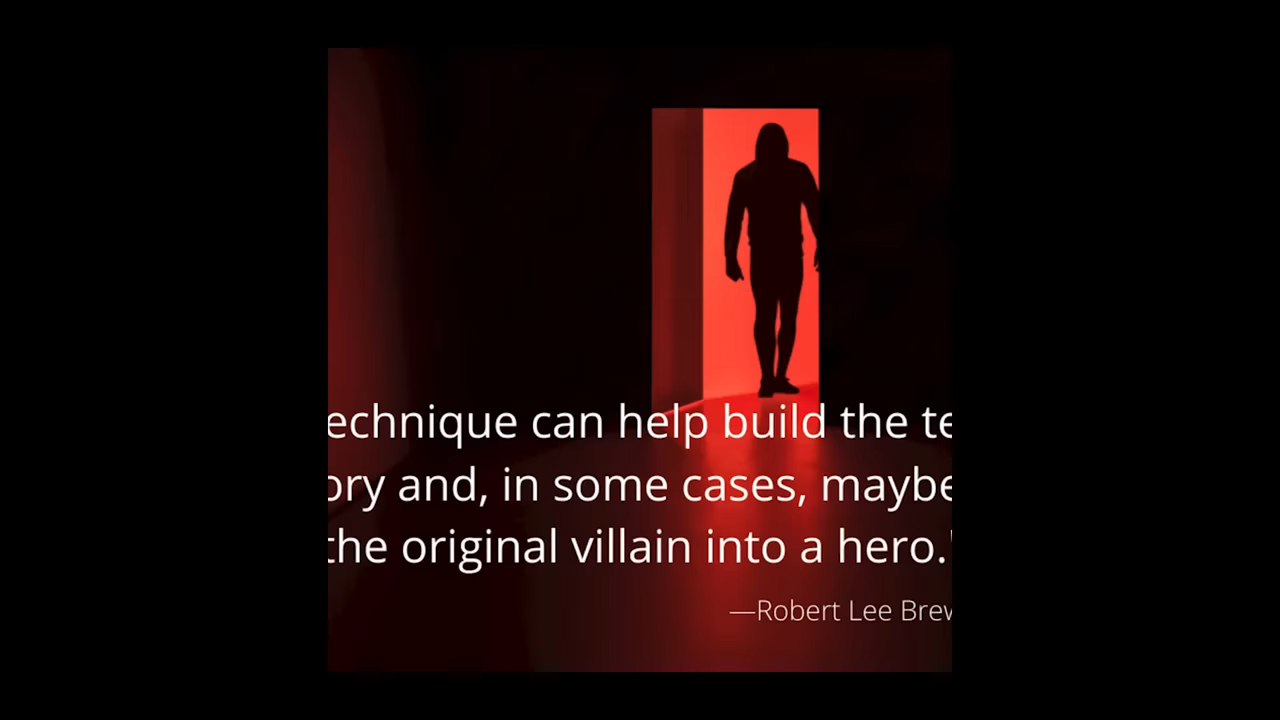 echnique can help build the te
ory and, in some cases, maybe
the original villain into a hero."
—Robert Lee Brew